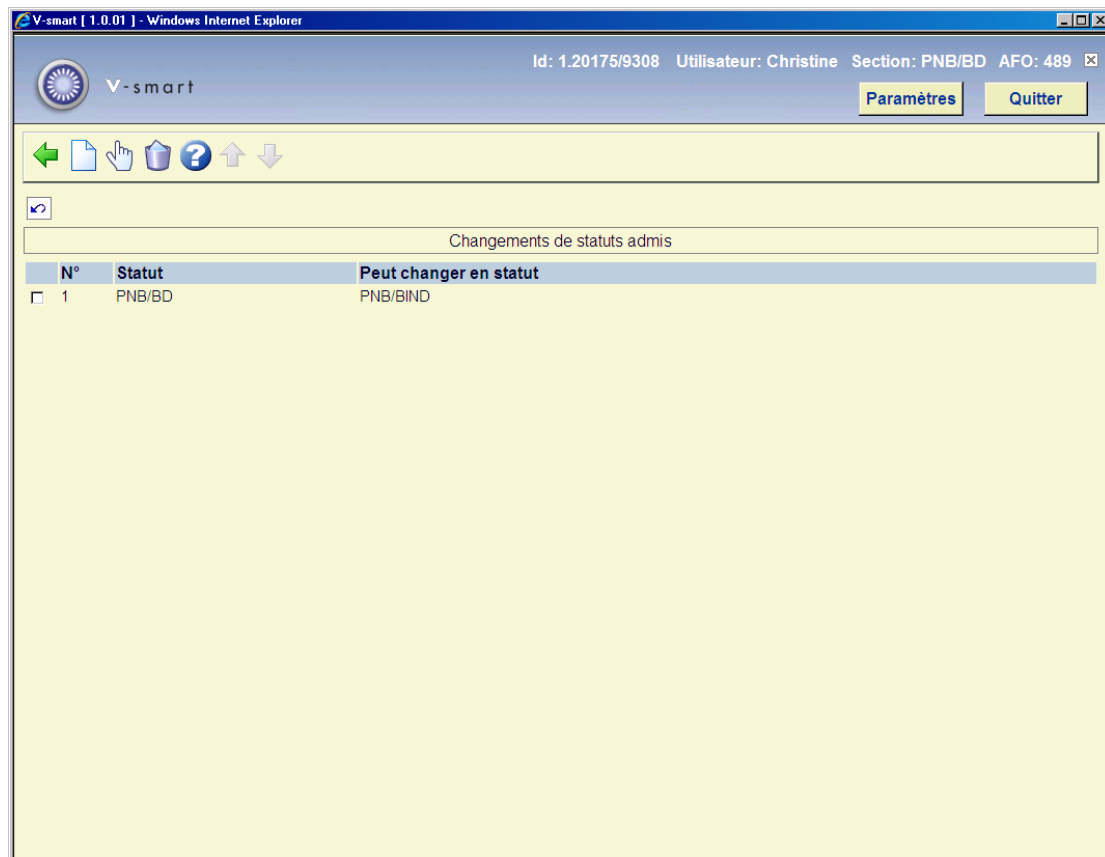 V-smart [ 1.0.01 ] - Windows Internet Explorer
Id: 1.20175/9308 Utilisateur: Christine Section: PNB/BD AFO: 489
V-smart
Paramètres Quitter
Changements de statuts admis
N° Statut Peut changer en statut
1 PNB/BD PNB/BIND